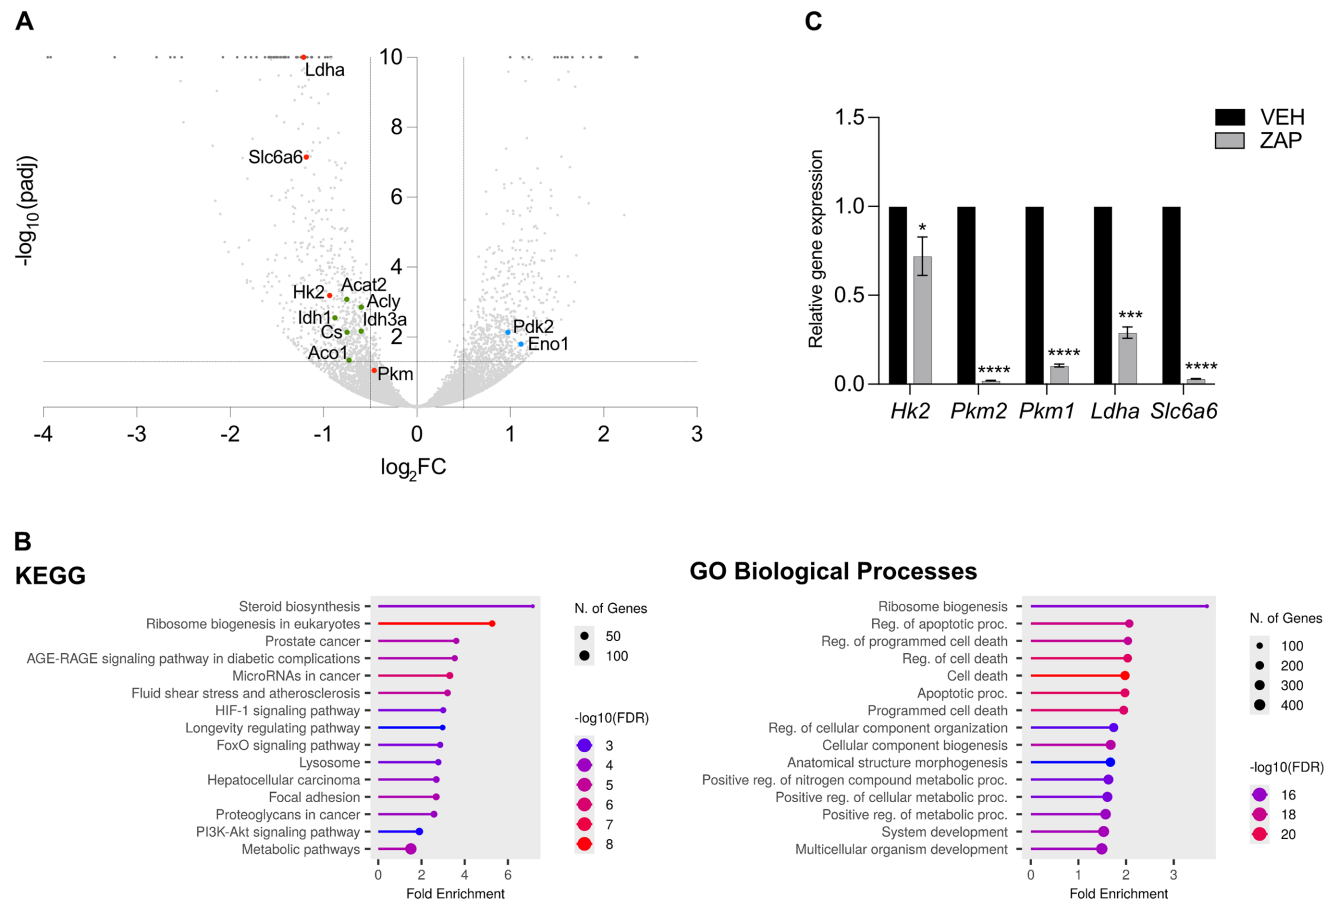 A
10
8
6
4
2
-log10(padj)
Ldha
Slc6a6
Hk2
Acat2
Acly
Idh1
Idh3a
Cs
Aco1
Pkm
Pdk2
Eno1
-4 -3 -2 -1 0 1 2 3
log2FC
C
1.5
1.0
0.5
0.0
Relative gene expression
VEH
ZAP
* **** **** *** ****
Hk2 Pkm2 Pkm1 Ldha Slc6a6
B
KEGG
Steroid biosynthesis
Ribosome biogenesis in eukaryotes
Prostate cancer
AGE-RAGE signaling pathway in diabetic complications
MicroRNAs in cancer
Fluid shear stress and atherosclerosis
HIF-1 signaling pathway
Longevity regulating pathway
FoxO signaling pathway
Lysosome
Hepatocellular carcinoma
Focal adhesion
Proteoglycans in cancer
PI3K-Akt signaling pathway
Metabolic pathways
0 2 4 6
Fold Enrichment
N. of Genes
50
100
-log10(FDR)
3
4
5
6
7
8
GO Biological Processes
Ribosome biogenesis
Reg. of apoptotic proc.
Reg. of programmed cell death
Reg. of cell death
Cell death
Apoptotic proc.
Programmed cell death
Reg. of cellular component organization
Cellular component biogenesis
Anatomical structure morphogenesis
Positive reg. of nitrogen compound metabolic proc.
Positive reg. of cellular metabolic proc.
Positive reg. of metabolic proc.
System development
Multicellular organism development
0 1 2 3
Fold Enrichment
N. of Genes
100
200
300
400
-log10(FDR)
16
18
20